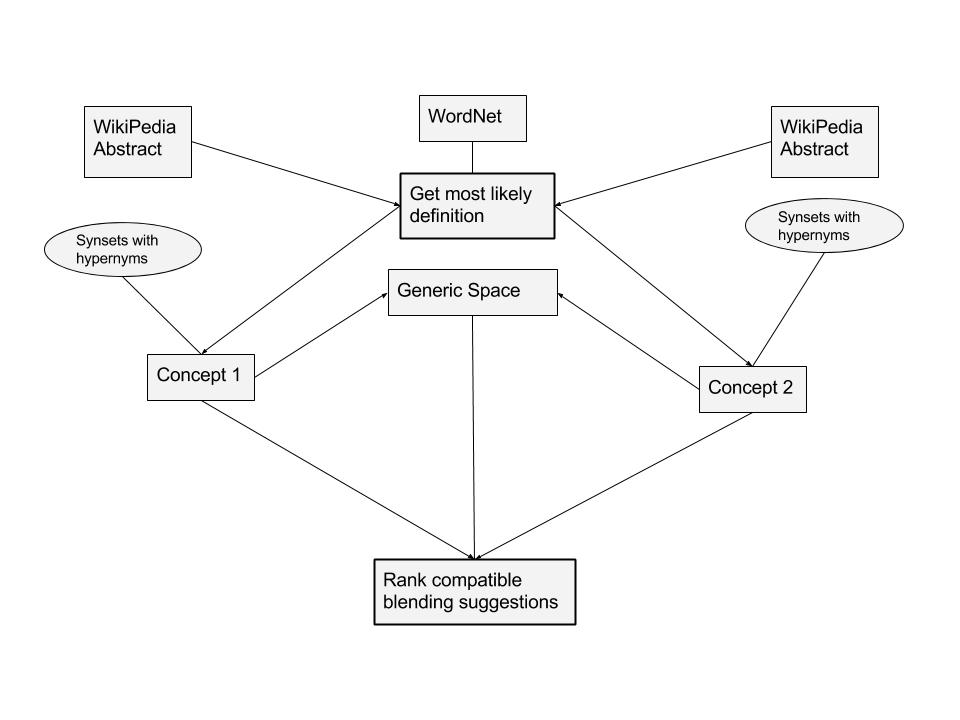 WikiPedia
Abstract
WordNet
WikiPedia
Abstract
Get most likely
definition
Synsets with
hypernyms
Synsets with
hypernyms
Generic Space
Concept 1
Concept 2
Rank compatible
blending suggestions